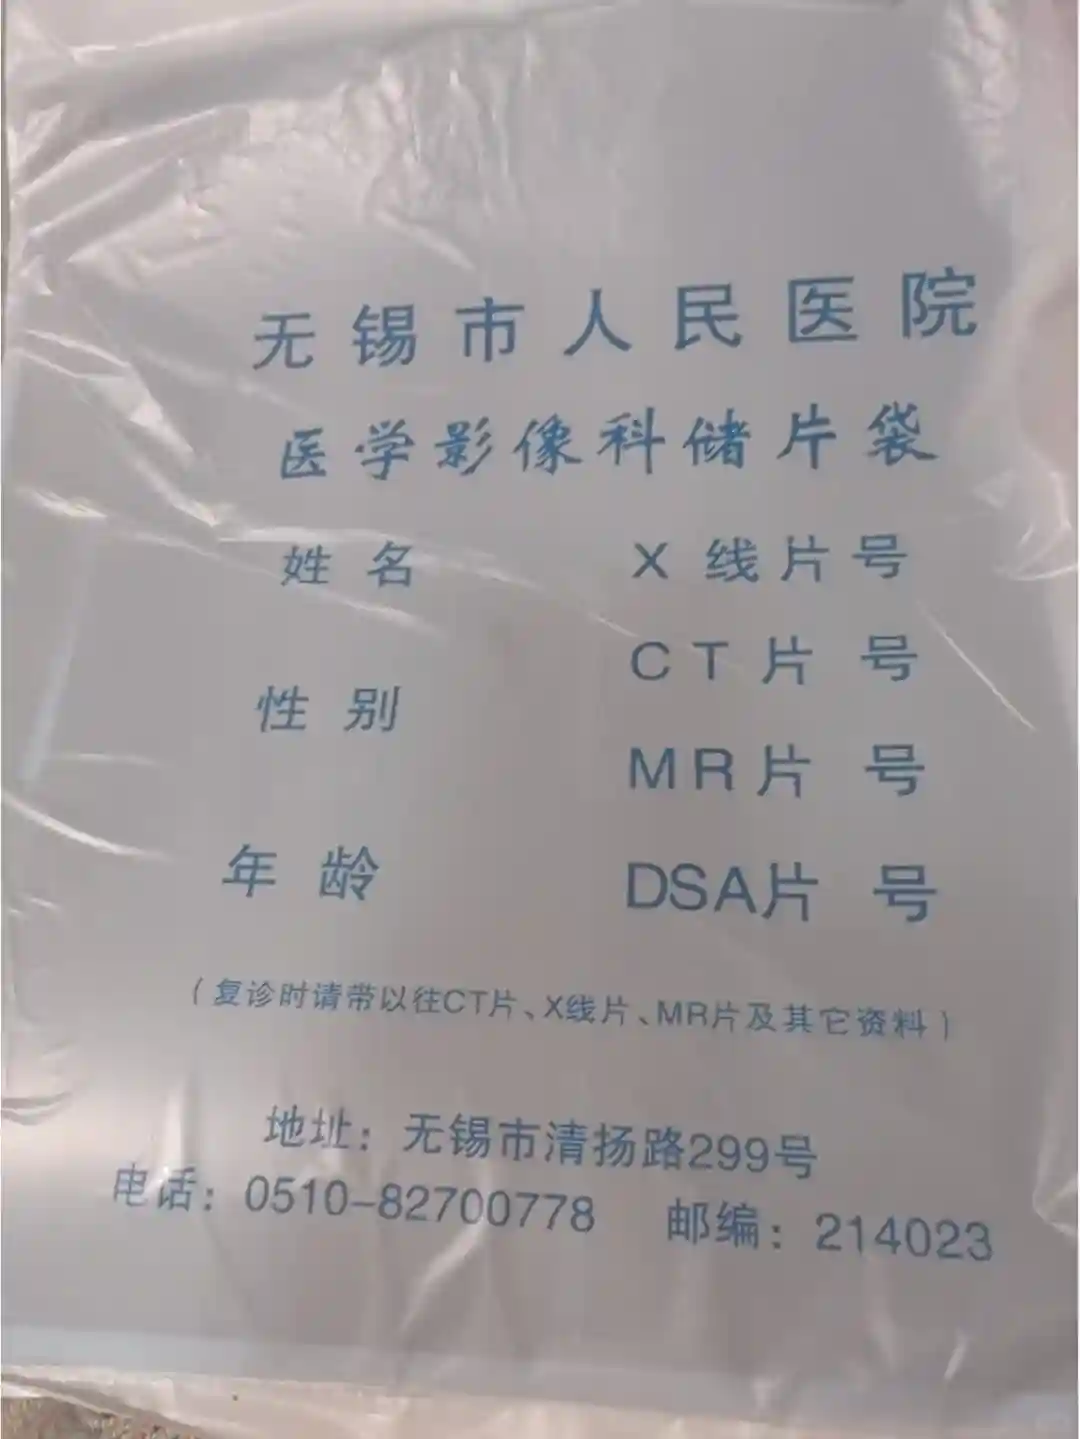 无锡市人民医院
医学影像科储片袋
姓名 X线片号
CT片号
性别
MR片号
年龄 DSA片号
(复诊时请带以往CT片、X线片、MR片及其它资料)
地址：无锡市清扬路299号
电话：0510-82700778 邮编：214023